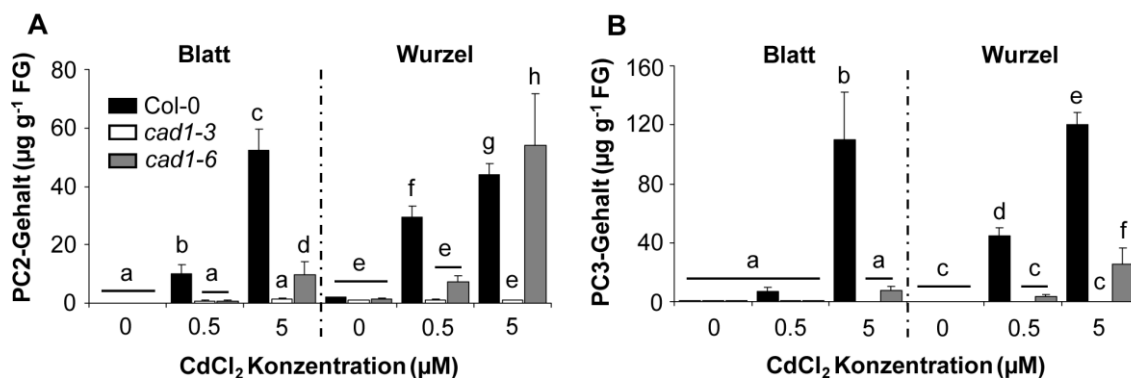 A
Blatt
Wurzel
PC2-Gehalt (µg g⁻¹ FG)
80
60
40
20
0
Col-0
cad1-3
cad1-6
a
b
a
c
a
d
e
f
e
g
e
h
0
0.5
5
0
0.5
5
CdCl₂ Konzentration (µM)
B
Blatt
Wurzel
PC3-Gehalt (µg g⁻¹ FG)
160
120
80
40
0
a
b
a
c
d
c
e
c
f
0
0.5
5
0
0.5
5
CdCl₂ Konzentration (µM)